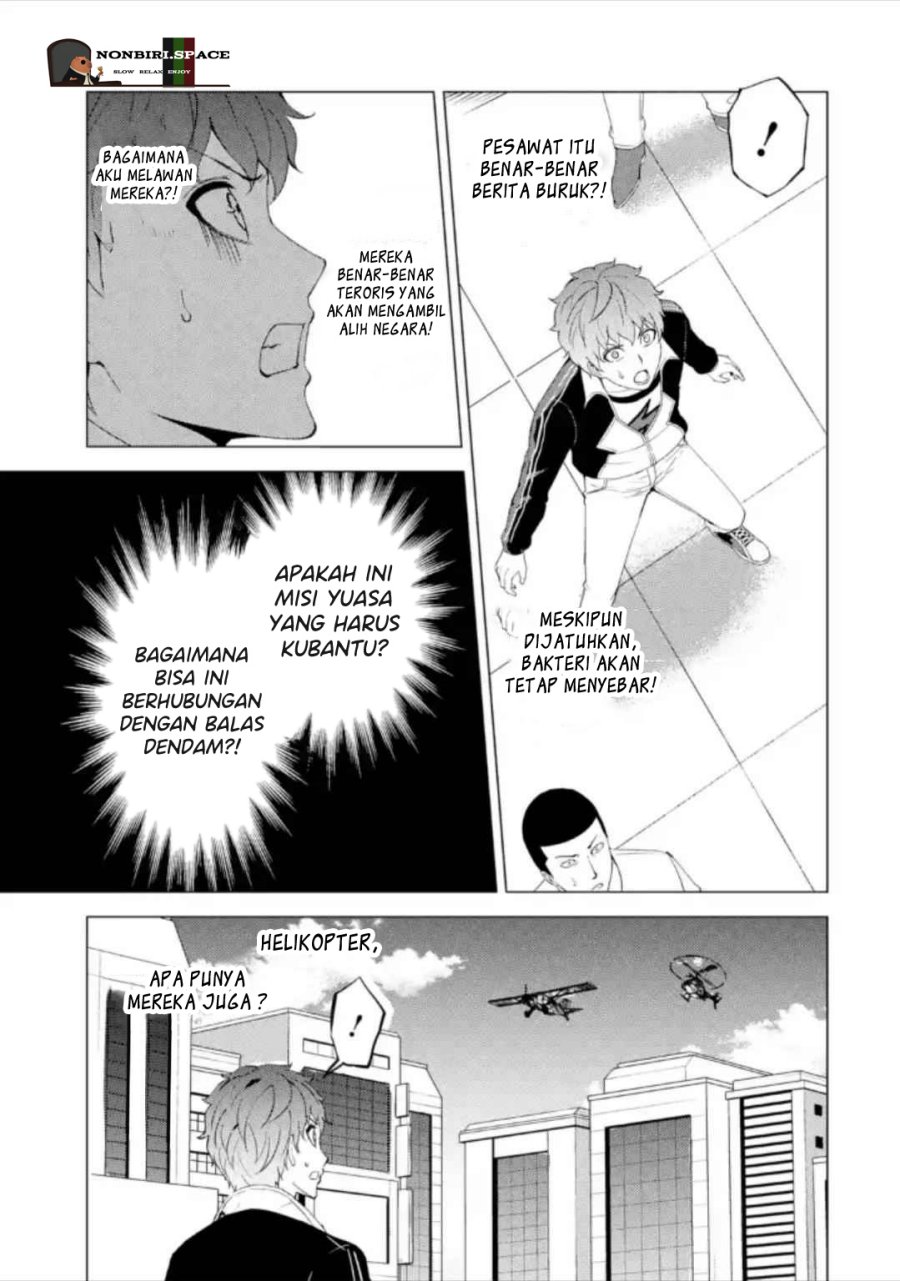 NONBIRI.SPACE
SLOW RELAX ENJOY
!
PESAWAT ITU
BENAR-BENAR
BERITA BURUK?!
MESKIPUN
DIJATUHKAN,
BAKTERI AKAN
TETAP MENYEBAR!
BAGAIMANA
AKU MELAWAN
MEREKA?!
MEREKA
BENAR-BENAR
TERORIS YANG
AKAN MENGAMBIL
ALIH NEGARA!
APAKAH INI
MISI YUASA
YANG HARUS
KUBANTU?
BAGAIMANA
BISA INI
BERHUBUNGAN
DENGAN BALAS
DENDAM?!
HELIKOPTER,
APA PUNYA
MEREKA JUGA ?
!